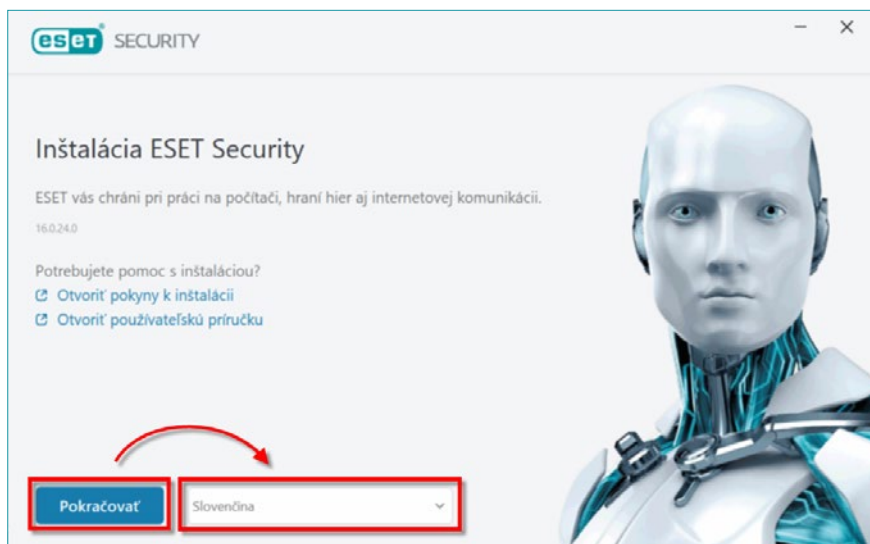 eset SECURITY
Inštalácia ESET Security
ESET vás chráni pri práci na počítači, hraní hier aj internetovej komunikácii.
16.0.24.0
Potrebujete pomoc s inštaláciou?
Otvoriť pokyny k inštalácii
Otvoriť používateľskú príručku
Pokračovať
Slovenčina